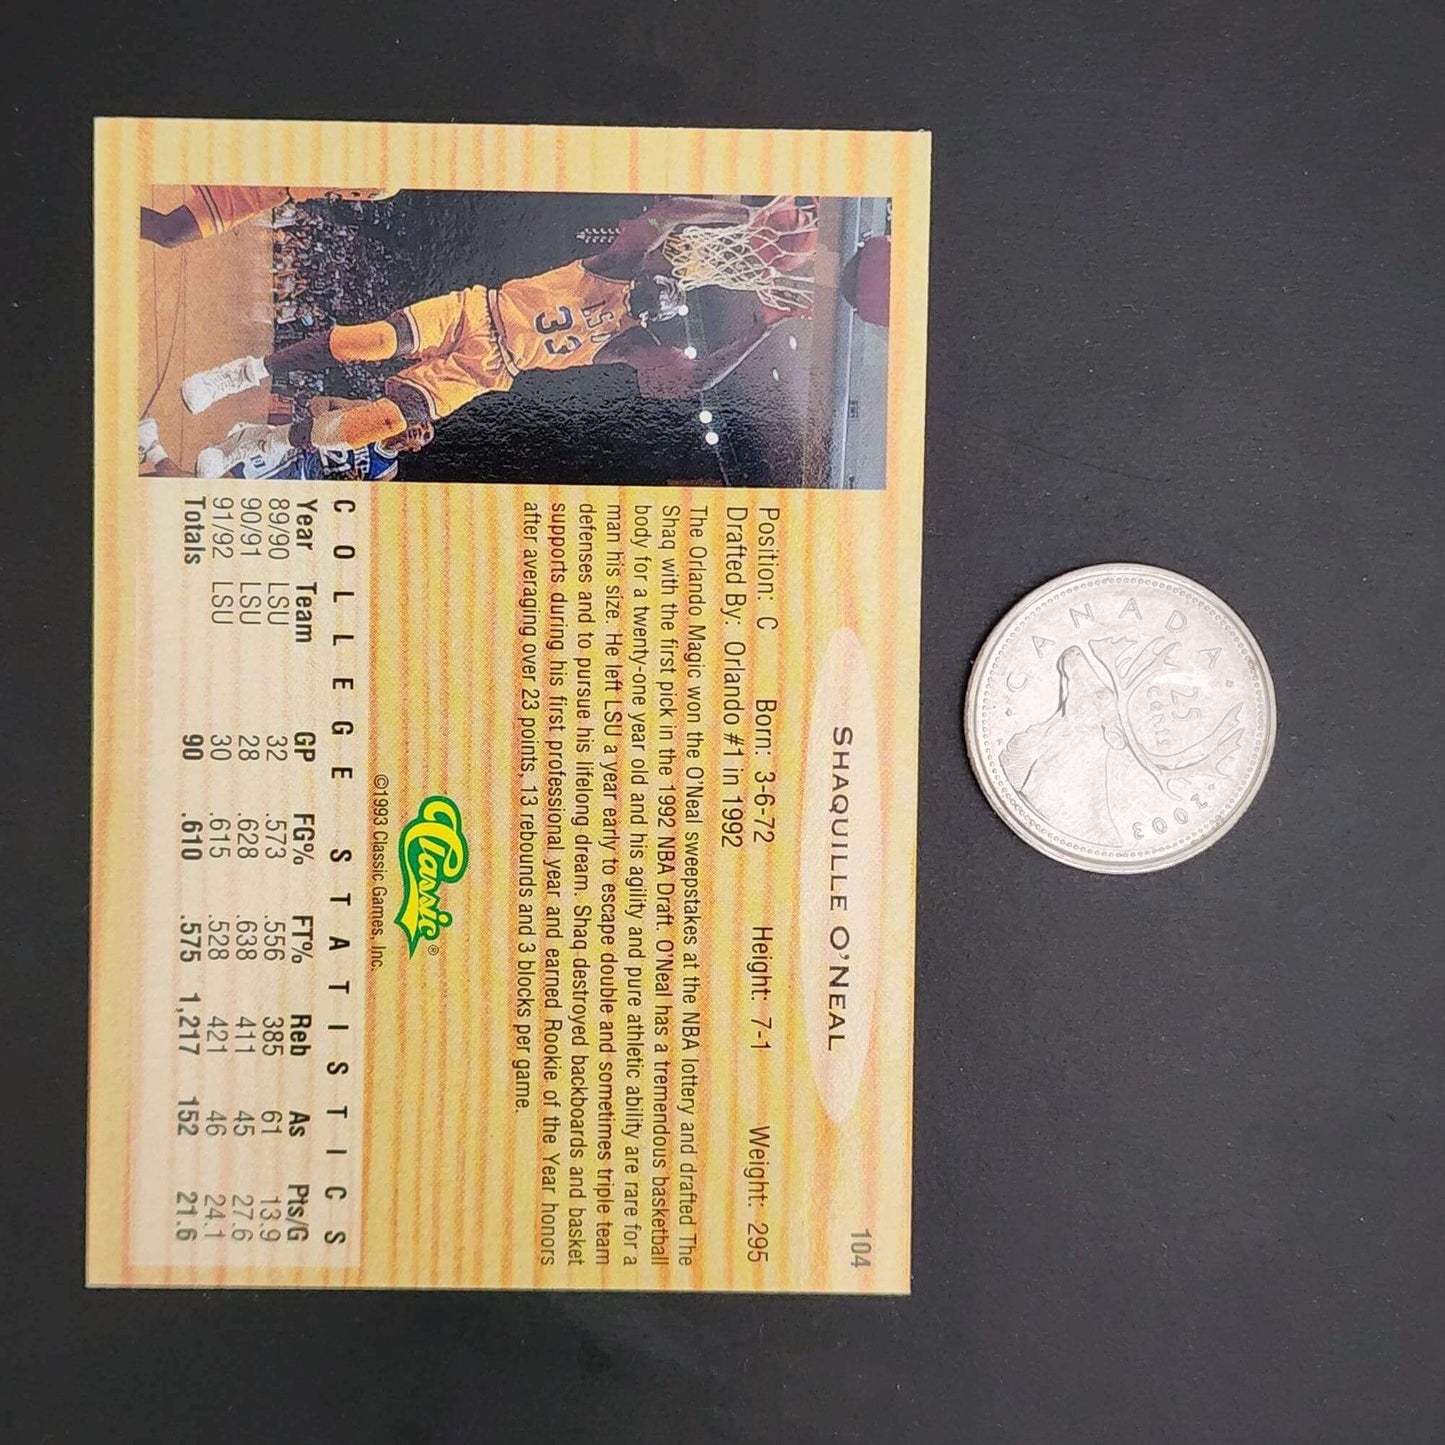 104
SHAQUILLE O'NEAL
Position: C Born: 3-6-72 Height: 7-1 Weight: 295
Drafted By: Orlando #1 in 1992
The Orlando Magic won the O'Neal sweepstakes at the NBA lottery and drafted The
Shaq with the first pick in the 1992 NBA Draft. O'Neal has a tremendous basketball
body for a twenty-one year old and his agility and pure athletic ability are rare for a
man his size. He left LSU a year early to escape double and sometimes triple team
defenses and to pursue his lifelong dream. Shaq destroyed backboards and basket
supports during his first professional year and earned Rookie of the Year honors
after averaging over 23 points, 13 rebounds and 3 blocks per game.
Classic®
©1993 Classic Games, Inc.
COLLEGE STATISTICS
Year Team GP FG% FT% Reb As Pts/G
89/90 LSU 32 .573 .556 385 61 13.9
90/91 LSU 28 .628 .638 411 45 27.6
91/92 LSU 30 .615 .528 421 46 24.1
Totals 90 .610 .575 1,217 152 21.6
LSU
33
21
CANADA
25
cents
2003